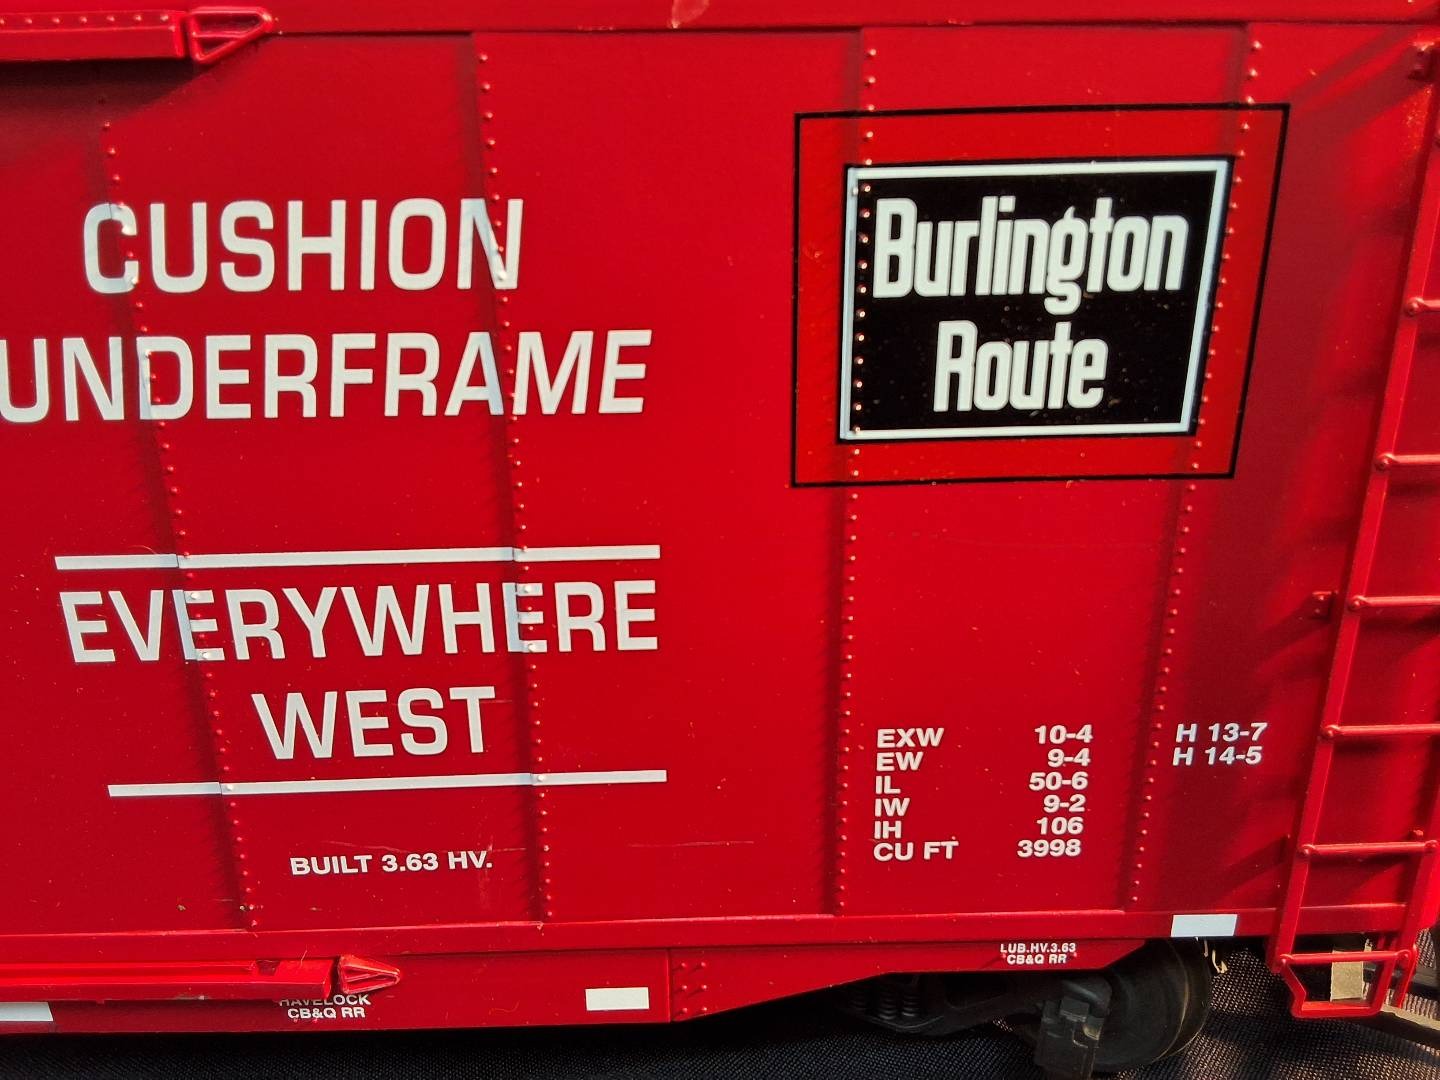 CUSHION
UNDERFRAME
EVERYWHERE
WEST
BUILT 3.63 HV.
Burlington
Route
EXW 10-4 H 13-7
EW 9-4 H 14-5
IL 50-6
IW 9-2
IH 106
CU FT 3998
LUB.HV.3.63
CB&Q RR
HAVELOCK
CB&Q RR